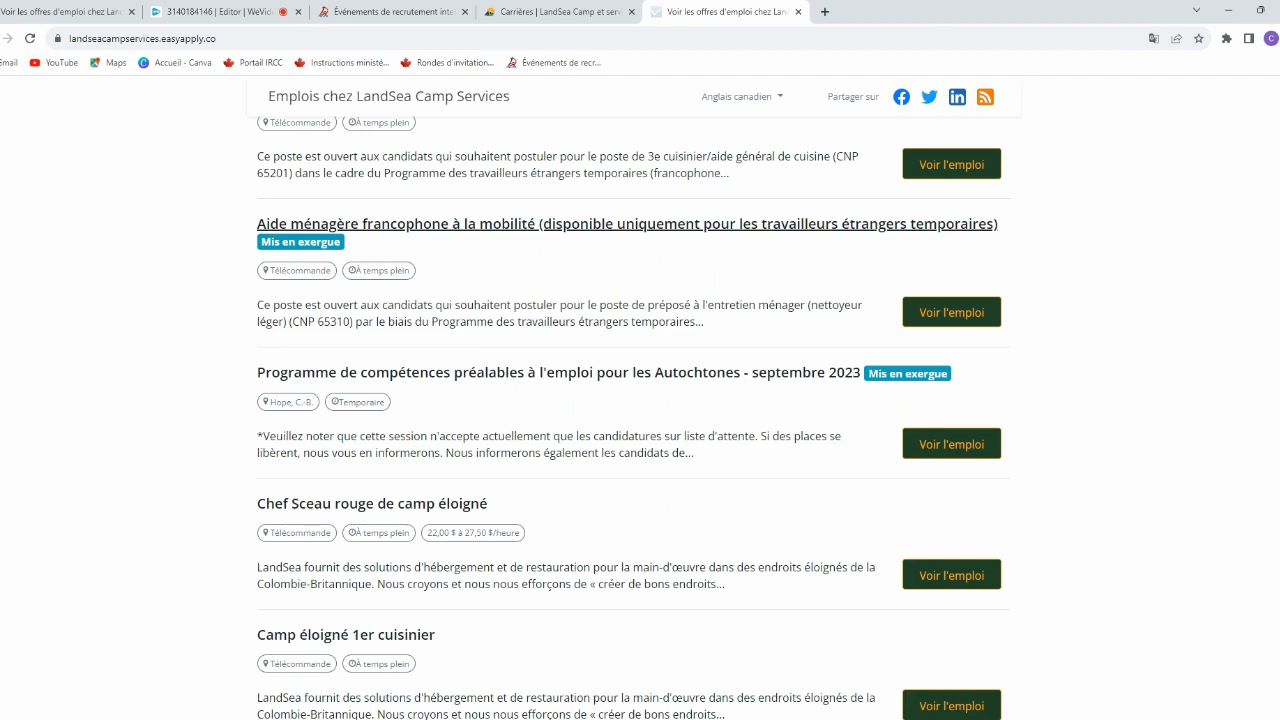 Voir les offres d'emploi chez Lanc
3140184146 | Editor | WeVide
Événements de recrutement inte
Carrières | LandSea Camp et serv
Voir les offres d'emploi chez Lan
landseacampservices.easyapply.co
C
Gmail
YouTube
Maps
Accueil - Canva
Portail IRCC
Instructions ministé...
Rondes d'invitation...
Événements de recr...
Emplois chez LandSea Camp Services
Anglais canadien
Partager sur
Télécommande
À temps plein
Ce poste est ouvert aux candidats qui souhaitent postuler pour le poste de 3e cuisinier/aide général de cuisine (CNP
65201) dans le cadre du Programme des travailleurs étrangers temporaires (francophone...
Voir l'emploi
Aide ménagère francophone à la mobilité (disponible uniquement pour les travailleurs étrangers temporaires)
Mis en exergue
Télécommande
À temps plein
Ce poste est ouvert aux candidats qui souhaitent postuler pour le poste de préposé à l'entretien ménager (nettoyeur
léger) (CNP 65310) par le biais du Programme des travailleurs étrangers temporaires...
Voir l'emploi
Programme de compétences préalables à l'emploi pour les Autochtones - septembre 2023 Mis en exergue
Hope, C.-B.
Temporaire
*Veuillez noter que cette session n'accepte actuellement que les candidatures sur liste d'attente. Si des places se
librent, nous vous en informerons. Nous informerons également les candidats de...
Voir l'emploi
Chef Sceau rouge de camp éloigné
Télécommande
À temps plein
22,00 $ à 27,50 $/heure
LandSea fournit des solutions d'hébergement et de restauration pour la main-d'œuvre dans des endroits éloignés de la
Colombie-Britannique. Nous croyons et nous nous efforçons de « créer de bons endroits...
Voir l'emploi
Camp éloigné 1er cuisinier
Télécommande
À temps plein
LandSea fournit des solutions d'hébergement et de restauration pour la main-d'œuvre dans des endroits éloignés de la
Colombie-Britannique. Nous croyons et nous nous efforçons de « créer de bons endroits...
Voir l'emploi